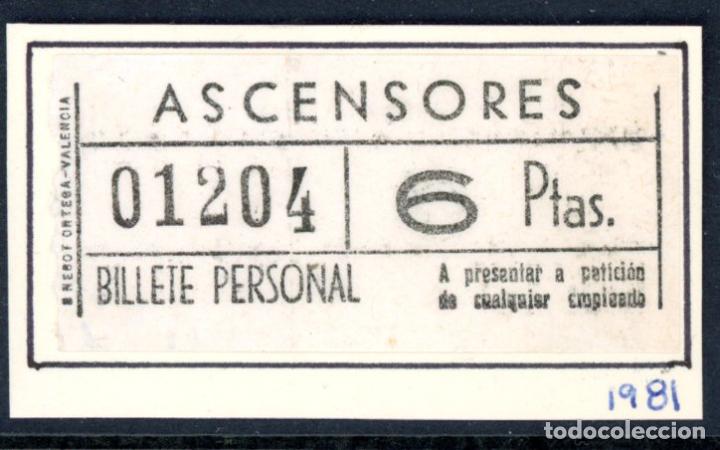 ASCENSORES
NEBOT ORTEGA-VALENCIA
01204
6 Ptas.
BILLETE PERSONAL
A presentar a petición
de cualquier empleado
1981
todocoleccion